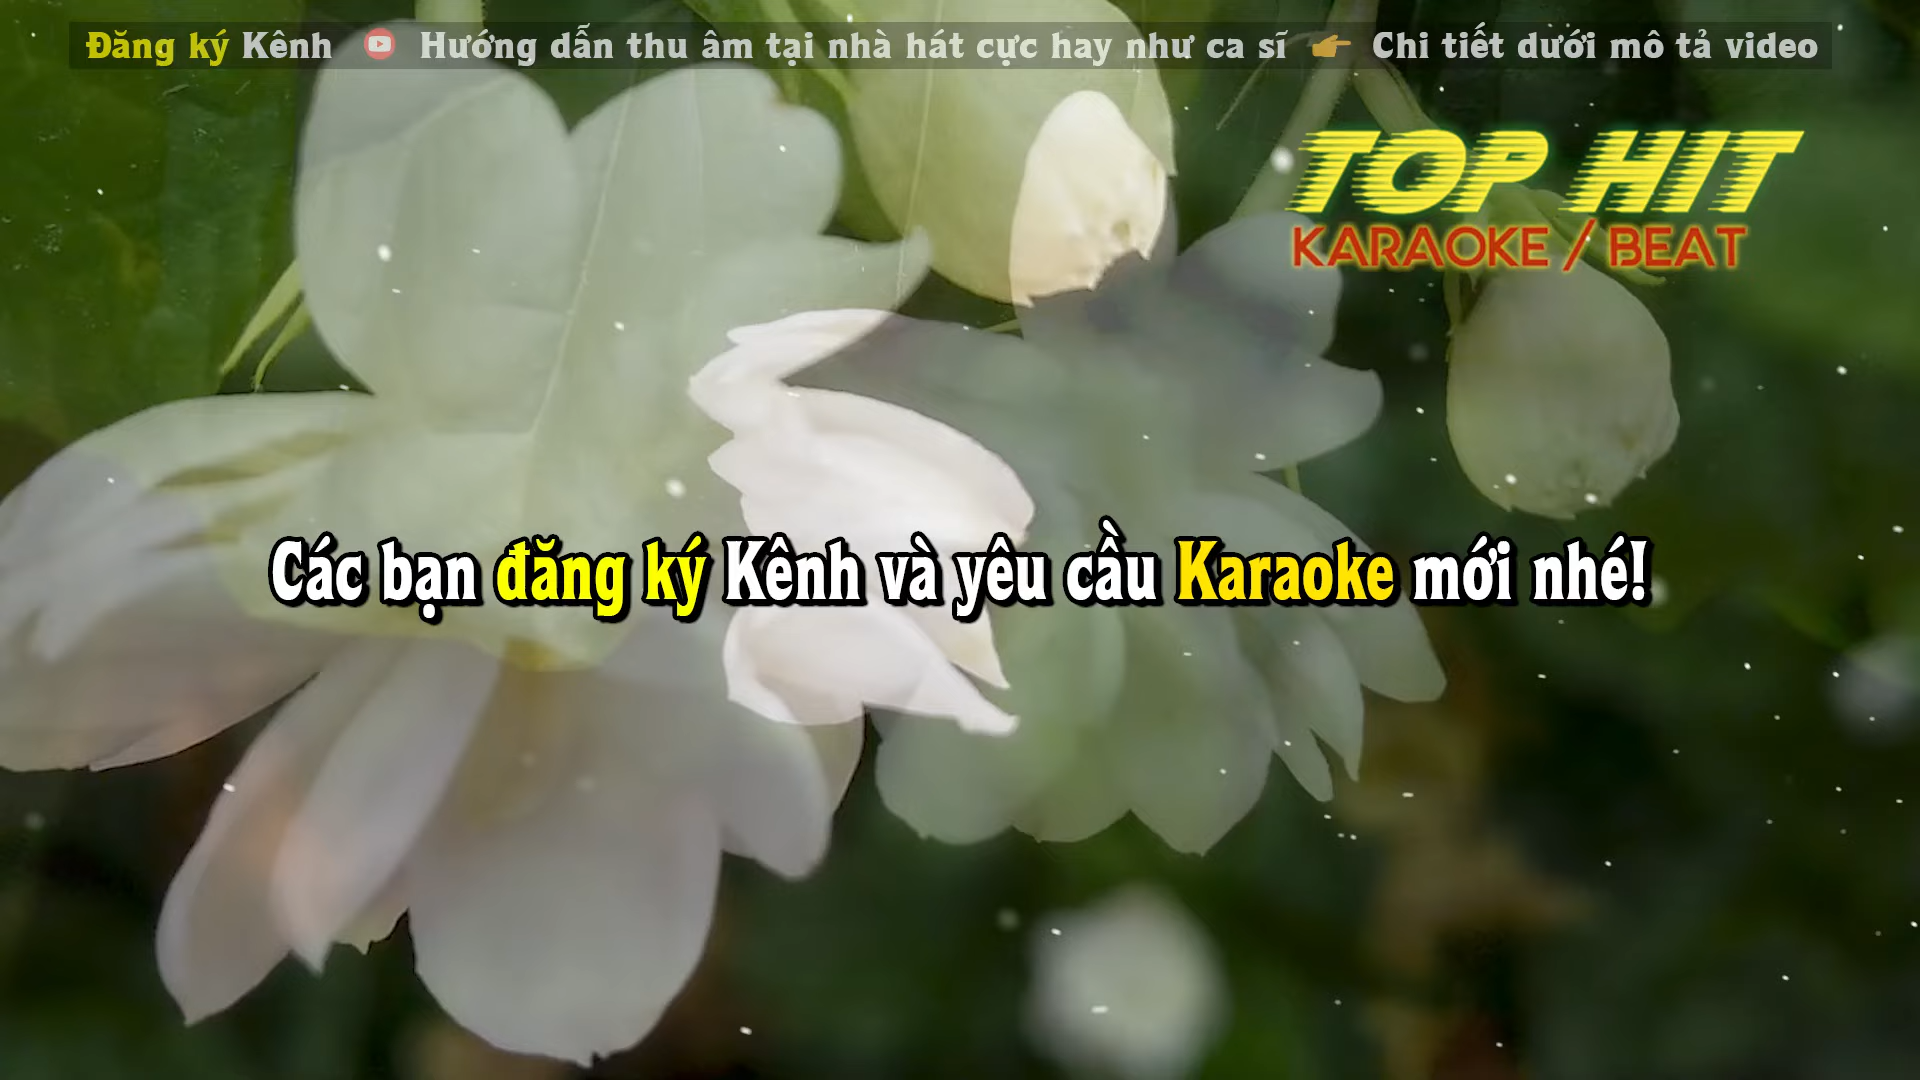 Đăng ký Kênh Hướng dẫn thu âm tại nhà hát cực hay như ca sĩ Chi tiết dưới mô tả video
TOP HIT
KARAOKE / BEAT
Các bạn đăng ký Kênh và yêu cầu Karaoke mới nhé!